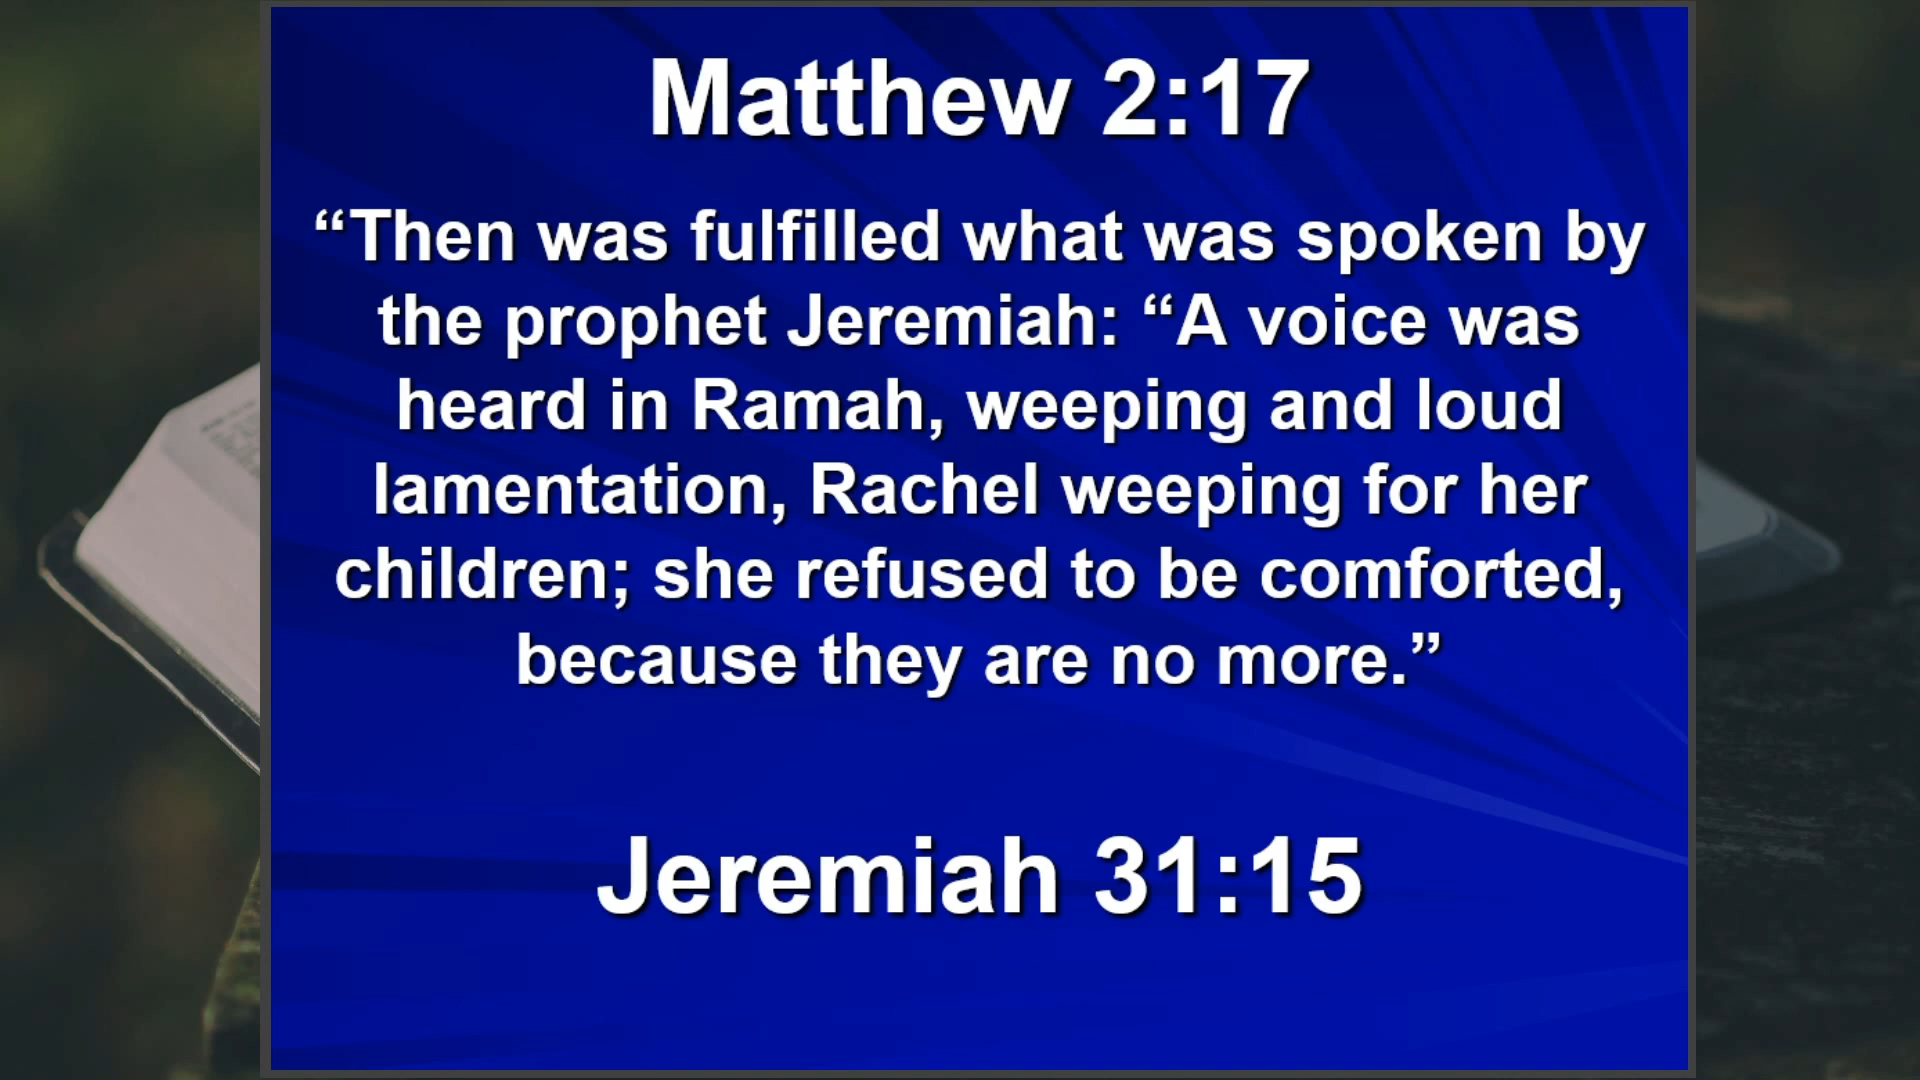 Matthew 2:17
“Then was fulfilled what was spoken by
the prophet Jeremiah: “A voice was
heard in Ramah, weeping and loud
lamentation, Rachel weeping for her
children; she refused to be comforted,
because they are no more.”
Jeremiah 31:15